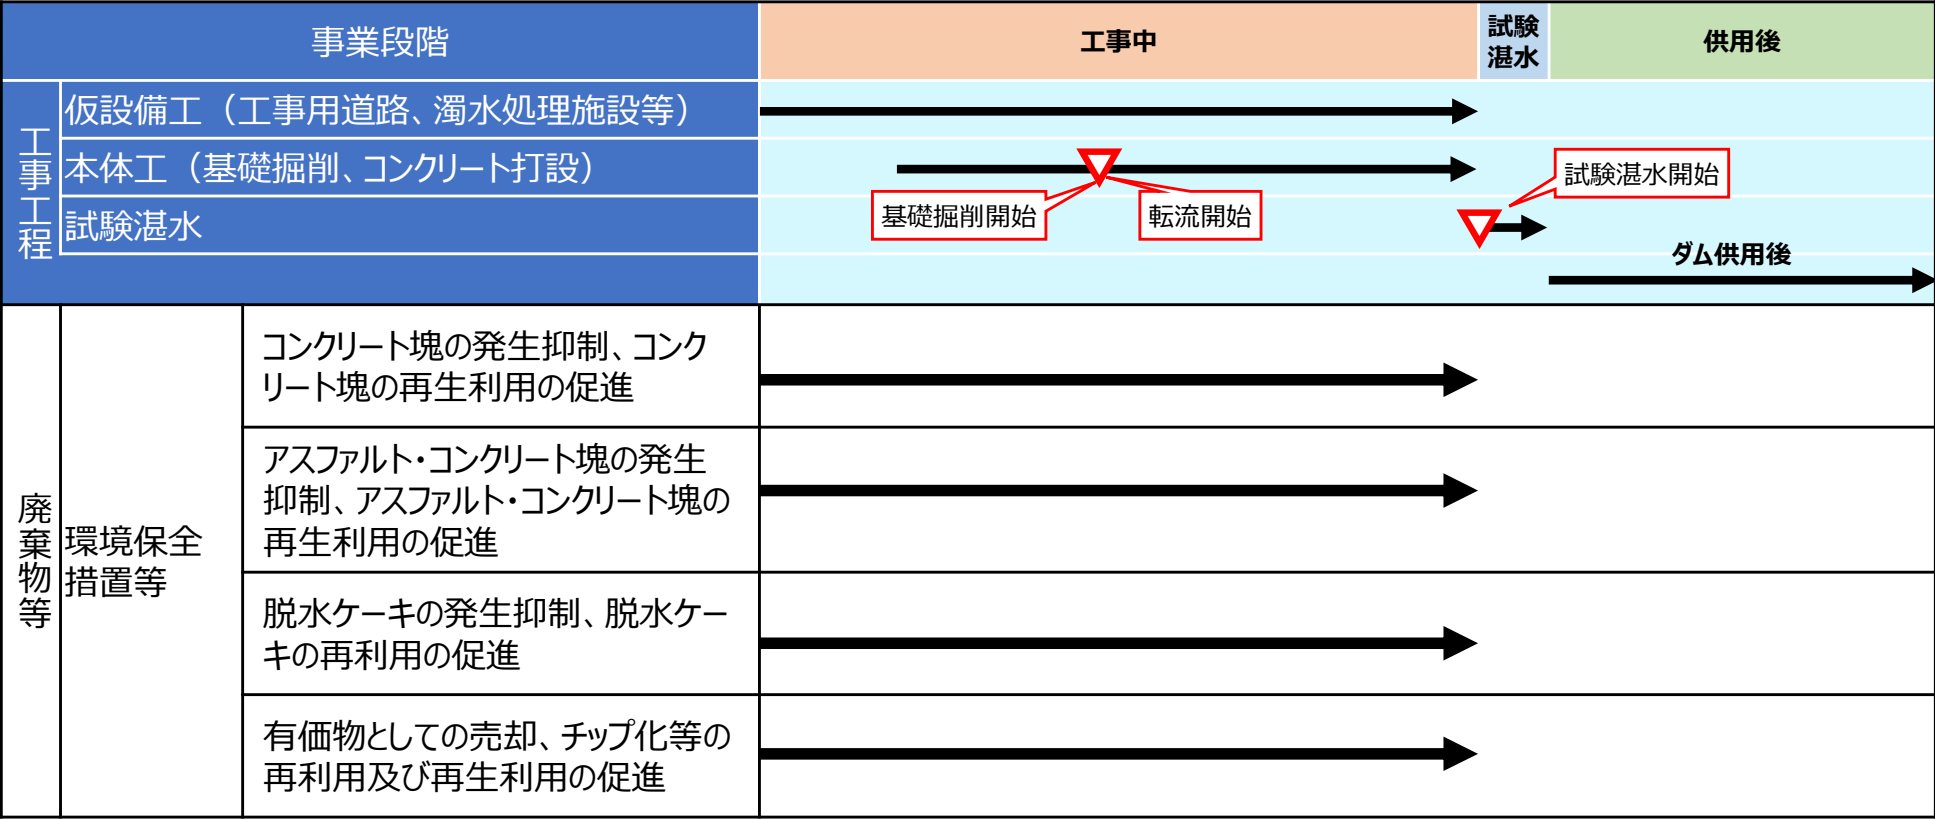 事業段階
工事中
試験
湛水
供用後
工事工程
仮設備工（工事用道路、濁水処理施設等）
本体工（基礎掘削、コンクリート打設）
試験湛水開始
基礎掘削開始
転流開始
試験湛水
ダム供用後
廃棄物等
環境保全
措置等
コンクリート塊の発生抑制、コンク
リート塊の再生利用の促進
アスファルト・コンクリート塊の発生
抑制、アスファルト・コンクリート塊の
再生利用の促進
脱水ケーキの発生抑制、脱水ケー
キの再利用の促進
有価物としての売却、チップ化等の
再利用及び再生利用の促進